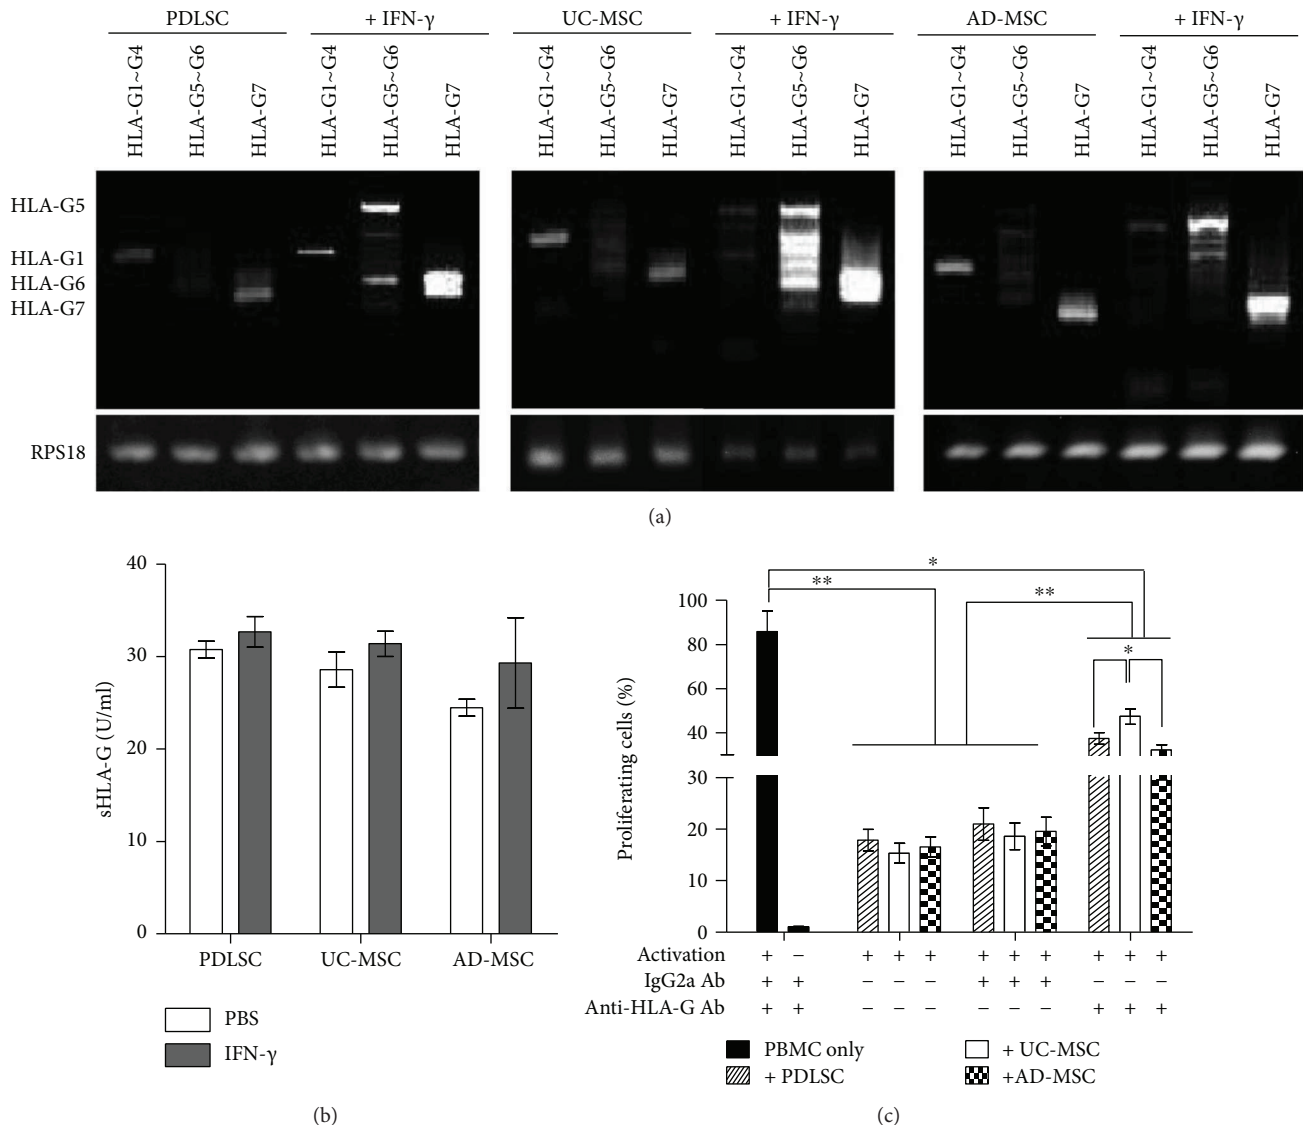 PDLSC + IFN-γ UC-MSC + IFN-γ AD-MSC + IFN-γ
HLA-G1~G4 HLA-G5~G6 HLA-G7 HLA-G1~G4 HLA-G5~G6 HLA-G7 HLA-G1~G4 HLA-G5~G6 HLA-G7 HLA-G1~G4 HLA-G5~G6 HLA-G7 HLA-G1~G4 HLA-G5~G6 HLA-G7 HLA-G1~G4 HLA-G5~G6 HLA-G7
HLA-G5
HLA-G1
HLA-G6
HLA-G7
RPS18
(a)
sHLA-G (U/ml)
40
30
20
10
0
PDLSC UC-MSC AD-MSC
PBS
IFN-γ
(b)
Proliferating cells (%)
100
80
60
40
30
20
10
0
*
**
**
*
Activation + − + + + + + + + + +
IgG2a Ab + + − − − + + + − − −
Anti-HLA-G Ab + + − − − − − − + + +
PBMC only + UC-MSC
+ PDLSC +AD-MSC
(c)